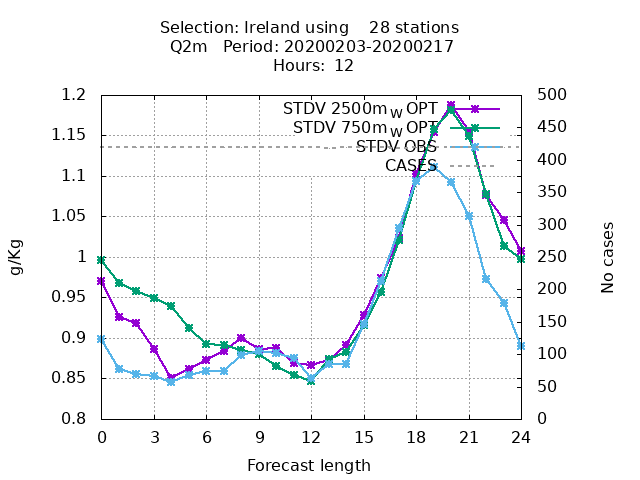 Selection: Ireland using    28 stations
Q2m   Period: 20200203-20200217
Hours:  12
STDV 2500m_W OPT
STDV 750m_W OPT
STDV OBS
CASES
1.2
1.15
1.1
1.05
1
0.95
0.9
0.85
0.8
g/Kg
500
450
400
350
300
250
200
150
100
50
0
No cases
0 3 6 9 12 15 18 21 24
Forecast length